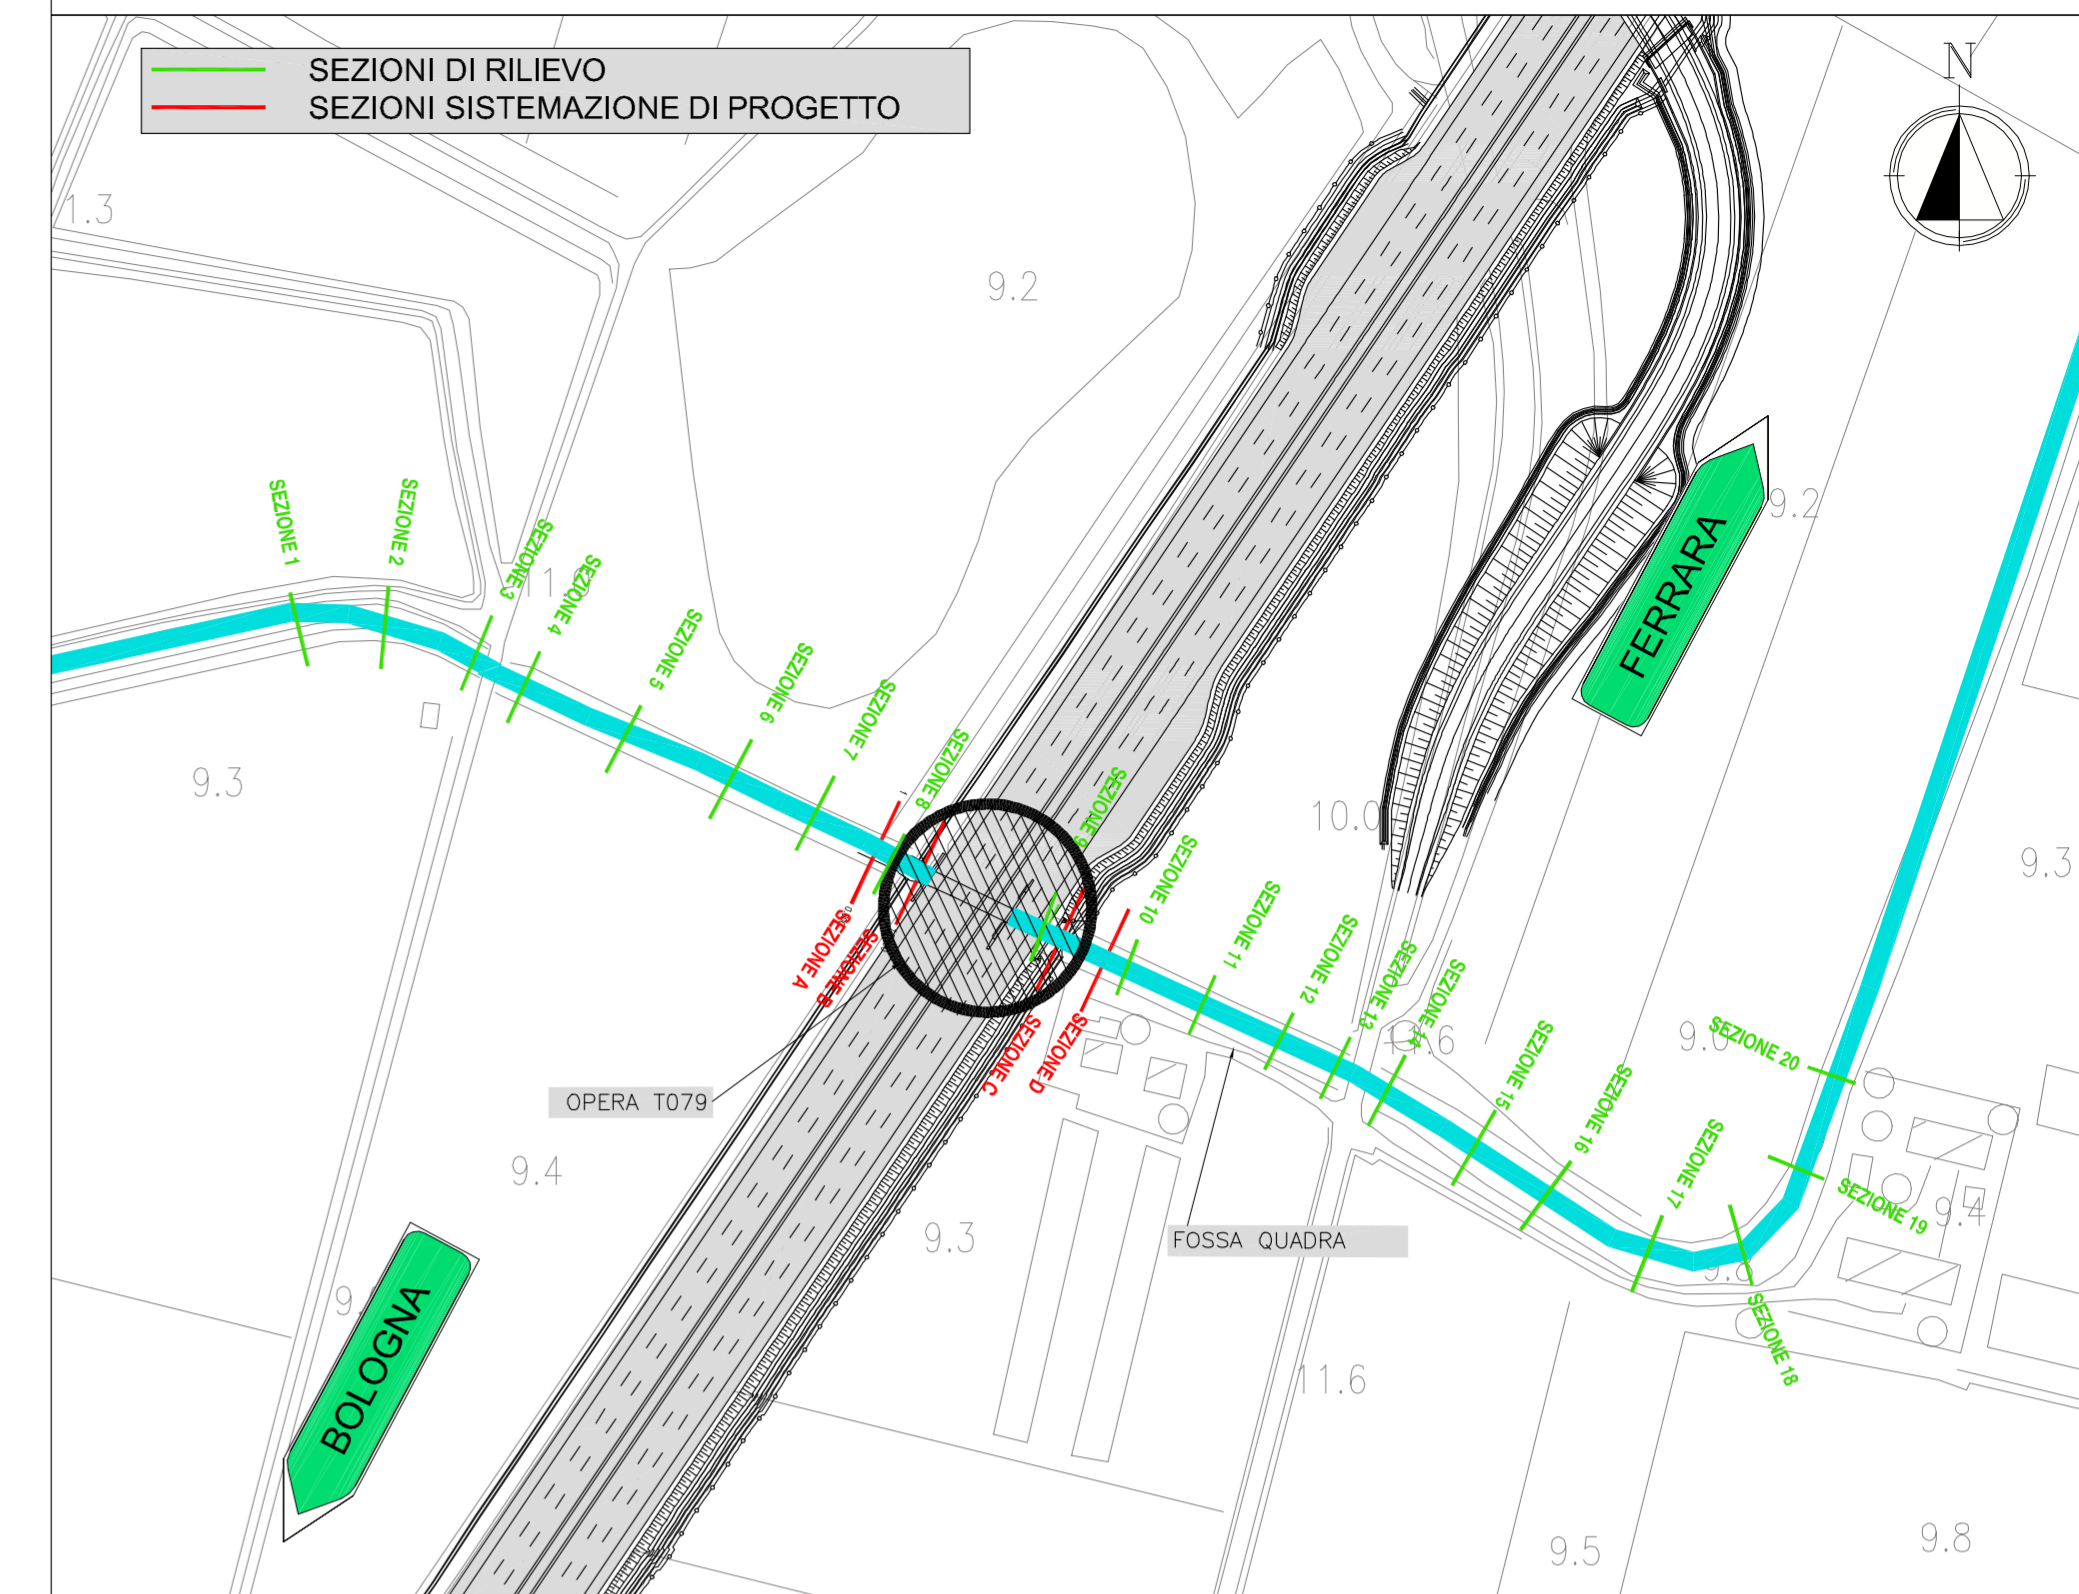 SEZIONI DI RILIEVO
SEZIONI SISTEMAZIONE DI PROGETTO
N
1.3
9.2
9.2
SEZIONE 1
SEZIONE 2
SEZIONE 3
SEZIONE 4
SEZIONE 5
SEZIONE 6
SEZIONE 7
SEZIONE 8
SEZIONE 9
SEZIONE 10
SEZIONE 11
SEZIONE 12
SEZIONE 13
SEZIONE 14
SEZIONE 15
SEZIONE 16
SEZIONE 17
SEZIONE 18
SEZIONE 19
SEZIONE 20
FERRARA
9.3
10.0
9.3
SEZIONE A
SEZIONE B
SEZIONE C
SEZIONE D
11.6
OPERA T079
9.4
9.3
FOSSA QUADRA
9.4
BOLOGNA
11.6
9.5
9.8